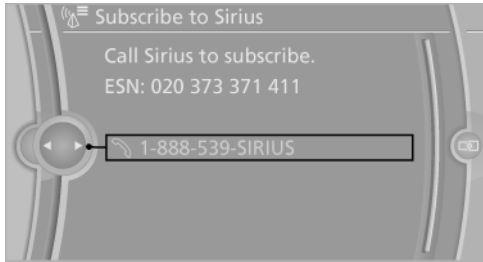 Subscribe to Sirius
Call Sirius to subscribe.
ESN: 020 373 371 411
1-888-539-SIRIUS